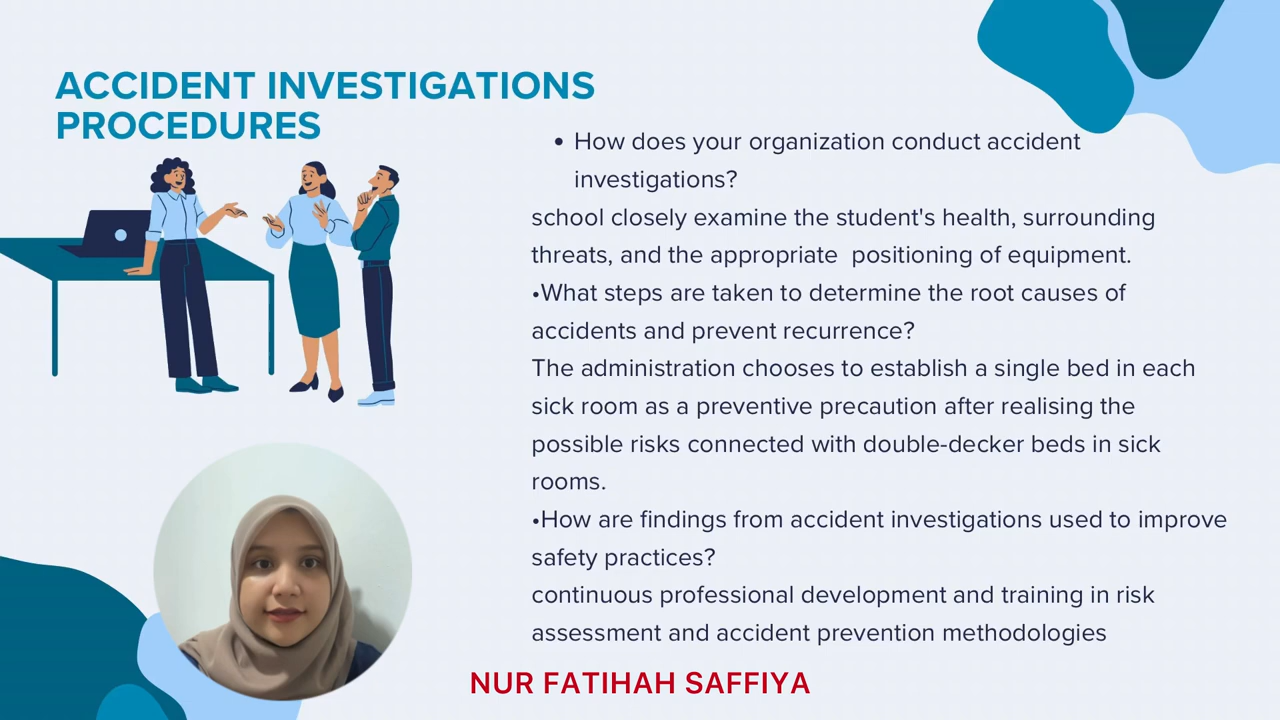 ACCIDENT INVESTIGATIONS
PROCEDURES
• How does your organization conduct accident
investigations?
school closely examine the student's health, surrounding
threats, and the appropriate  positioning of equipment.
•What steps are taken to determine the root causes of
accidents and prevent recurrence?
The administration chooses to establish a single bed in each
sick room as a preventive precaution after realising the
possible risks connected with double-decker beds in sick
rooms.
•How are findings from accident investigations used to improve
safety practices?
continuous professional development and training in risk
assessment and accident prevention methodologies
NUR FATIHAH SAFFIYA